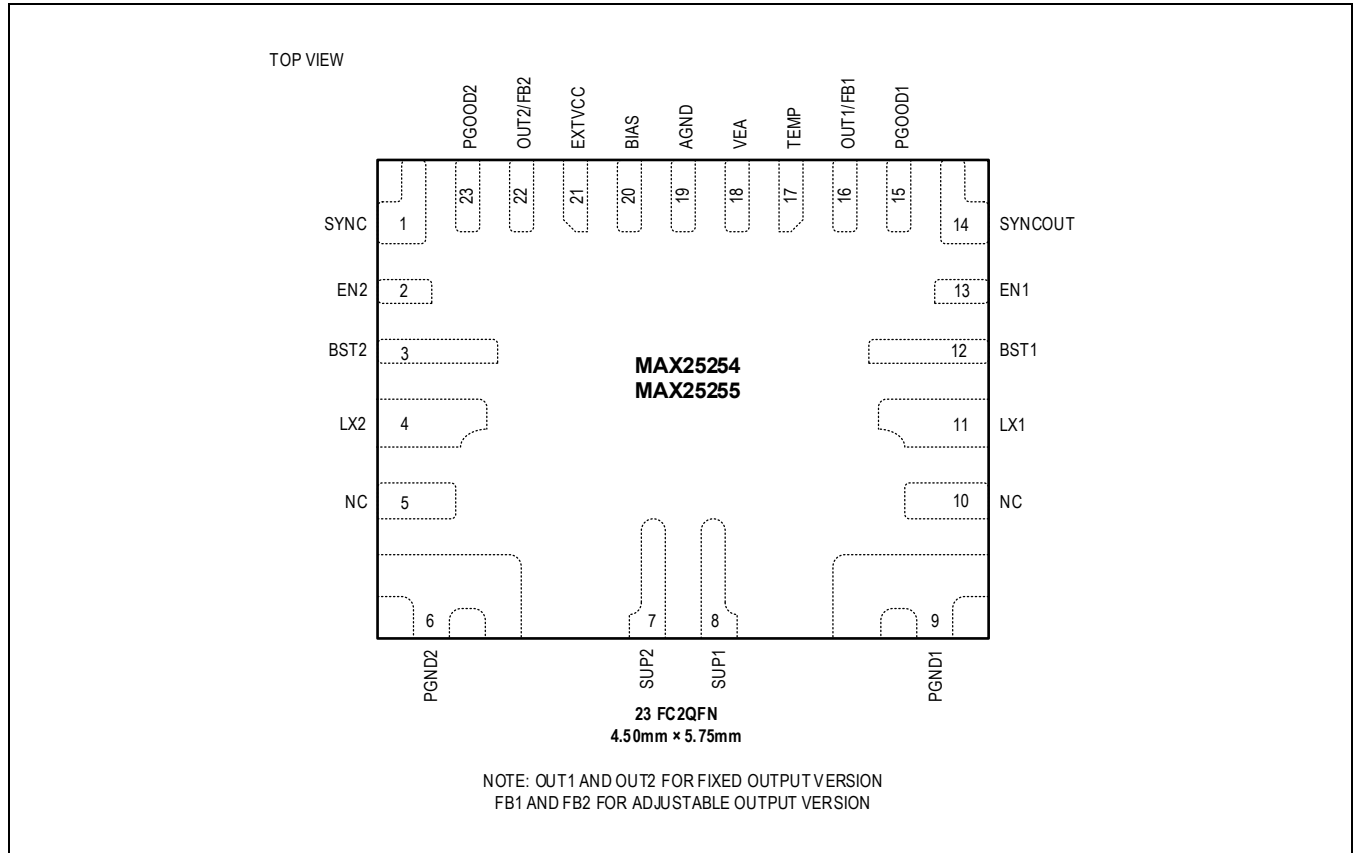 TOP VIEW
PGOOD2
OUT2/FB2
EXTVCC
BIAS
AGND
VEA
TEMP
OUT1/FB1
PGOOD1
23
22
21
20
19
18
17
16
15
SYNC 1
14 SYNCOUT
EN2 2
13 EN1
BST2 3
12 BST1
MAX25254
MAX25255
LX2 4
11 LX1
NC 5
10 NC
6
7
8
9
PGND2
SUP2
SUP1
PGND1
23 FC2QFN
4.50mm × 5.75mm
NOTE: OUT1 AND OUT2 FOR FIXED OUTPUT VERSION
FB1 AND FB2 FOR ADJUSTABLE OUTPUT VERSION